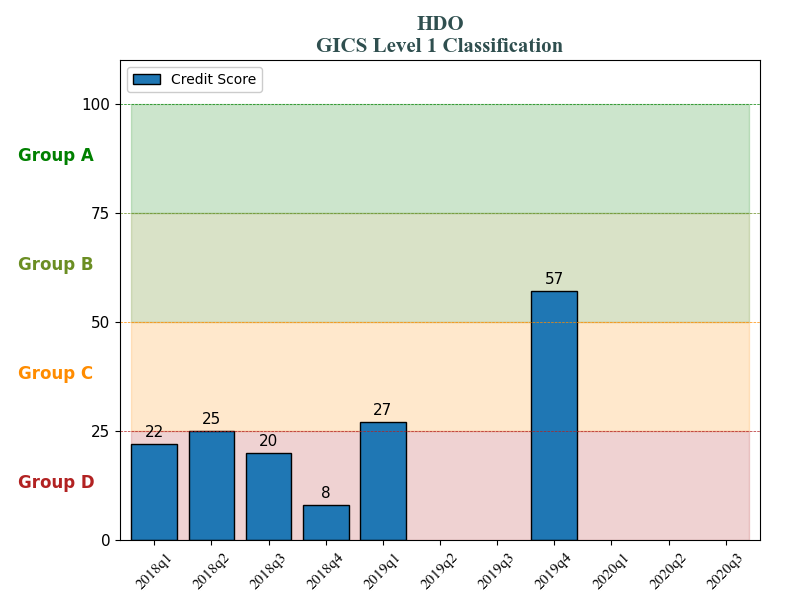 HDO
GICS Level 1 Classification
Credit Score
100
Group A
75
Group B
57
50
Group C
27
25
22
25
20
Group D
8
0
2018q1 2018q2 2018q3 2018q4 2019q1 2019q2 2019q3 2019q4 2020q1 2020q2 2020q3